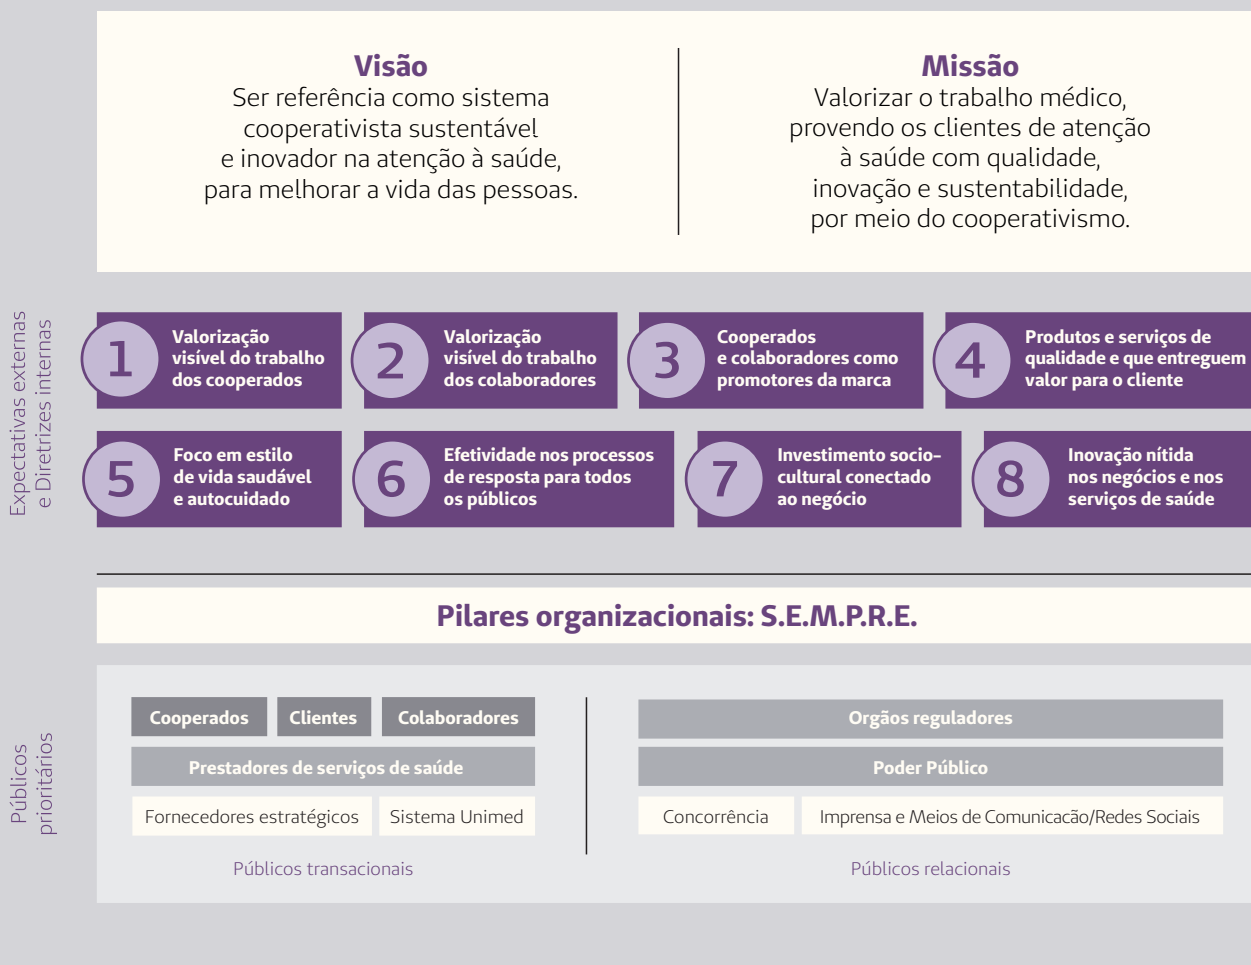 Visão
Ser referência como sistema
cooperativista sustentável
e inovador na atenção à saúde,
para melhorar a vida das pessoas.
Missão
Valorizar o trabalho médico,
provendo os clientes de atenção
à saúde com qualidade,
inovação e sustentabilidade,
por meio do cooperativismo.
Expectativas externas
e Diretrizes internas
1
Valorização
visível do trabalho
dos cooperados
2
Valorização
visível do trabalho
dos colaboradores
3
Cooperados
e colaboradores como
promotores da marca
4
Produtos e serviços de
qualidade e que entreguem
valor para o cliente
5
Foco em estilo
de vida saudável
e autocuidado
6
Efetividade nos processos
de resposta para todos
os públicos
7
Investimento socio-
cultural conectado
ao negócio
8
Inovação nítida
nos negócios e nos
serviços de saúde
Pilares organizacionais: S.E.M.P.R.E.
Públicos
prioritários
Cooperados
Clientes
Colaboradores
Prestadores de serviços de saúde
Fornecedores estratégicos
Sistema Unimed
Públicos transacionais
Orgãos reguladores
Poder Público
Concorrência
Imprensa e Meios de Comunicacão/Redes Sociais
Públicos relacionais